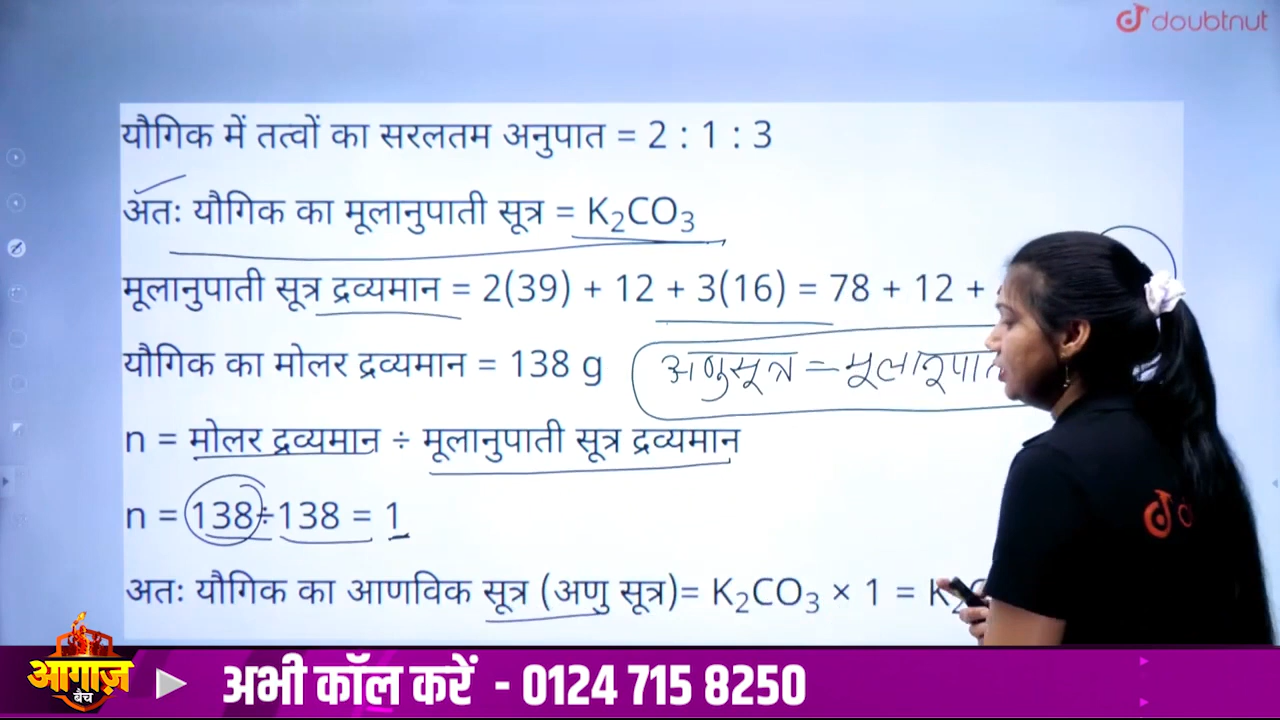 doubtnut
यौगिक में तत्वों का सरलतम अनुपात = 2 : 1 : 3
अतः यौगिक का मूलानुपाती सूत्र = K₂CO₃
मूलानुपाती सूत्र द्रव्यमान = 2(39) + 12 + 3(16) = 78 + 12 +
यौगिक का मोलर द्रव्यमान = 138 g
अणुसूत्र = मूलानुपात
n = मोलर द्रव्यमान ÷ मूलानुपाती सूत्र द्रव्यमान
n = 138÷138 = 1
अतः यौगिक का आणविक सूत्र (अणु सूत्र)= K₂CO₃ × 1 = K₂
आगाज़
बैच
अभी कॉल करें - 0124 715 8250